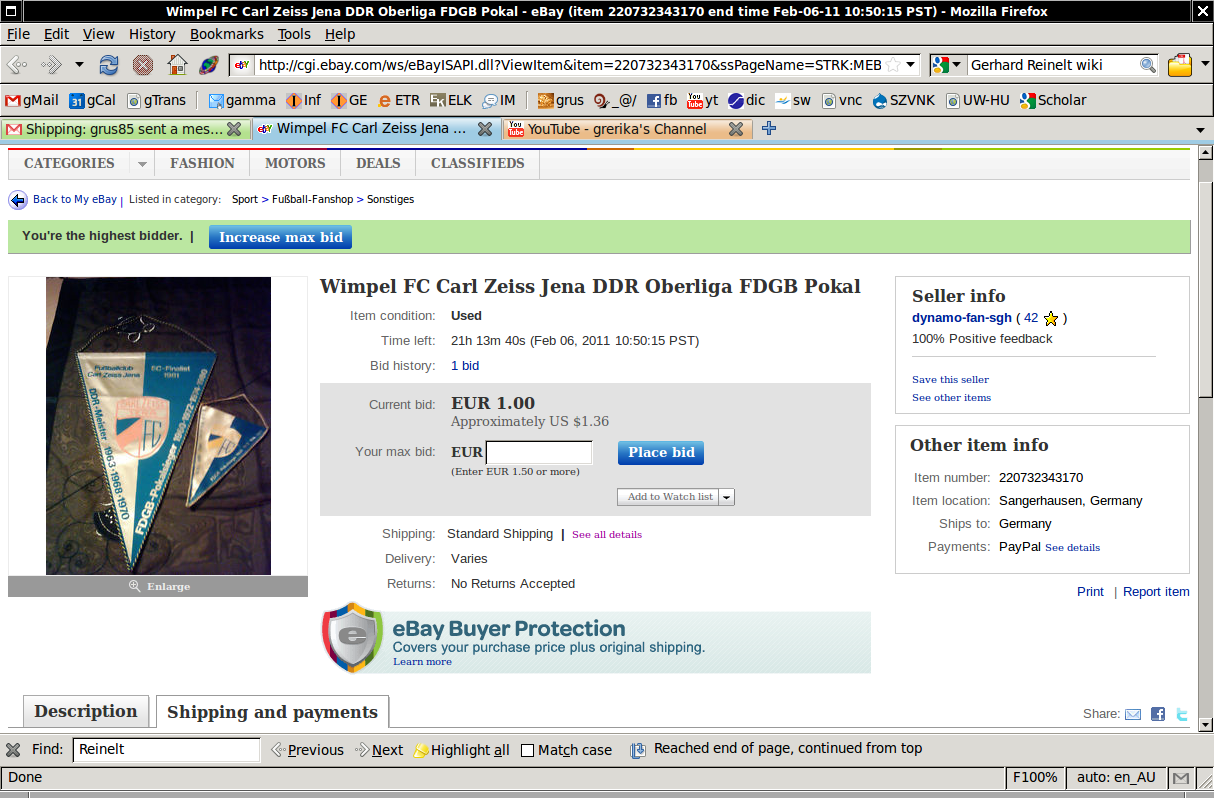 Wimpel FC Carl Zeiss Jena DDR Oberliga FDGB Pokal - eBay (item 220732343170 end time Feb-06-11 10:50:15 PST) - Mozilla Firefox
File Edit View History Bookmarks Tools Help
ebY http://cgi.ebay.com/ws/eBayISAPI.dll?ViewItem&item=220732343170&ssPageName=STRK:MEB Gerhard Reinelt wiki
gMail 31 gCal gTrans gamma Inf GE ETR ELK IM grus _@/ fb yt dic sw vnc SZVNK UW-HU Scholar
Shipping: grus85 sent a mes... ebY Wimpel FC Carl Zeiss Jena ... YouTube - grerika's Channel
CATEGORIES FASHION MOTORS DEALS CLASSIFIEDS
Back to My eBay | Listed in category: Sport > Fußball-Fanshop > Sonstiges
You're the highest bidder. | Increase max bid
Wimpel FC Carl Zeiss Jena DDR Oberliga FDGB Pokal
Item condition: Used
Time left: 21h 13m 40s (Feb 06, 2011 10:50:15 PST)
Bid history: 1 bid
Current bid: EUR 1.00
Approximately US $1.36
Your max bid: EUR Place bid
(Enter EUR 1.50 or more)
Add to Watch list
Shipping: Standard Shipping | See all details
Delivery: Varies
Returns: No Returns Accepted
Fußballclub
Carl Zeiss Jena
EC-Finalist
1981
CARL ZEISS
JENA
FC
DDR-Meister 1963-1968-1970
FDGB-Pokalsieger 1960-1972-1974-1980
FC
Enlarge
e eBay Buyer Protection
Covers your purchase price plus original shipping.
Learn more
Seller info
dynamo-fan-sgh ( 42 )
100% Positive feedback
Save this seller
See other items
Other item info
Item number: 220732343170
Item location: Sangerhausen, Germany
Ships to: Germany
Payments: PayPal See details
Print | Report item
Description Shipping and payments
Share:
Find: Reinelt Previous Next Highlight all Match case Reached end of page, continued from top
Done F100% auto: en_AU